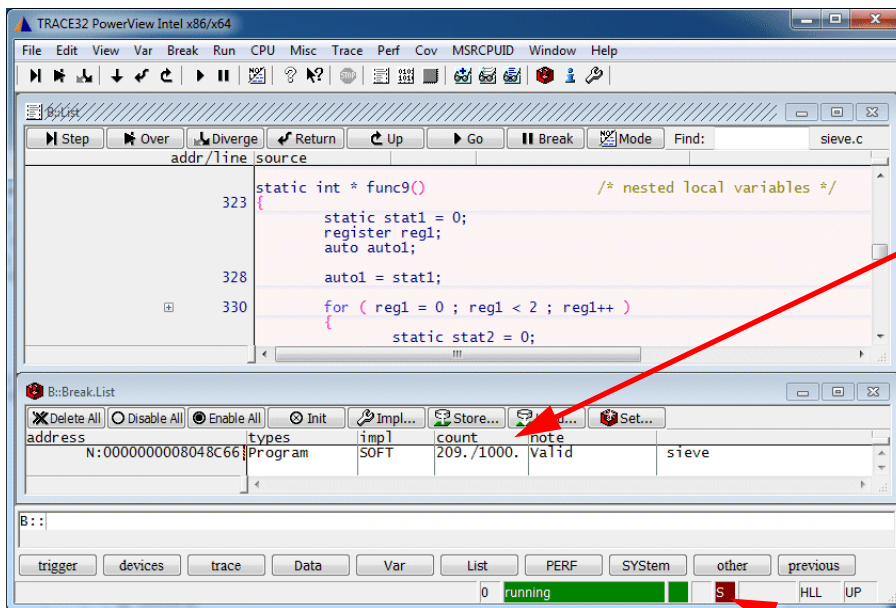 TRACE32 PowerView Intel x86/x64
File Edit View Var Break Run CPU Misc Trace Perf Cov MSRCPUID Window Help
B::List
Step Over Diverge Return Up Go Break Mode Find: sieve.c
addr/line source
static int * func9() /* nested local variables */
323 {
static stat1 = 0;
register reg1;
auto auto1;
328 auto1 = stat1;
330 for ( reg1 = 0 ; reg1 < 2 ; reg1++ )
{
static stat2 = 0;
B::Break.List
Delete All Disable All Enable All Init Impl... Store... Set...
address types impl count note
N:0000000008048C66 Program SOFT 209./1000. Valid sieve
B::
trigger devices trace Data Var List PERF SYStem other previous
0 running S HLL UP